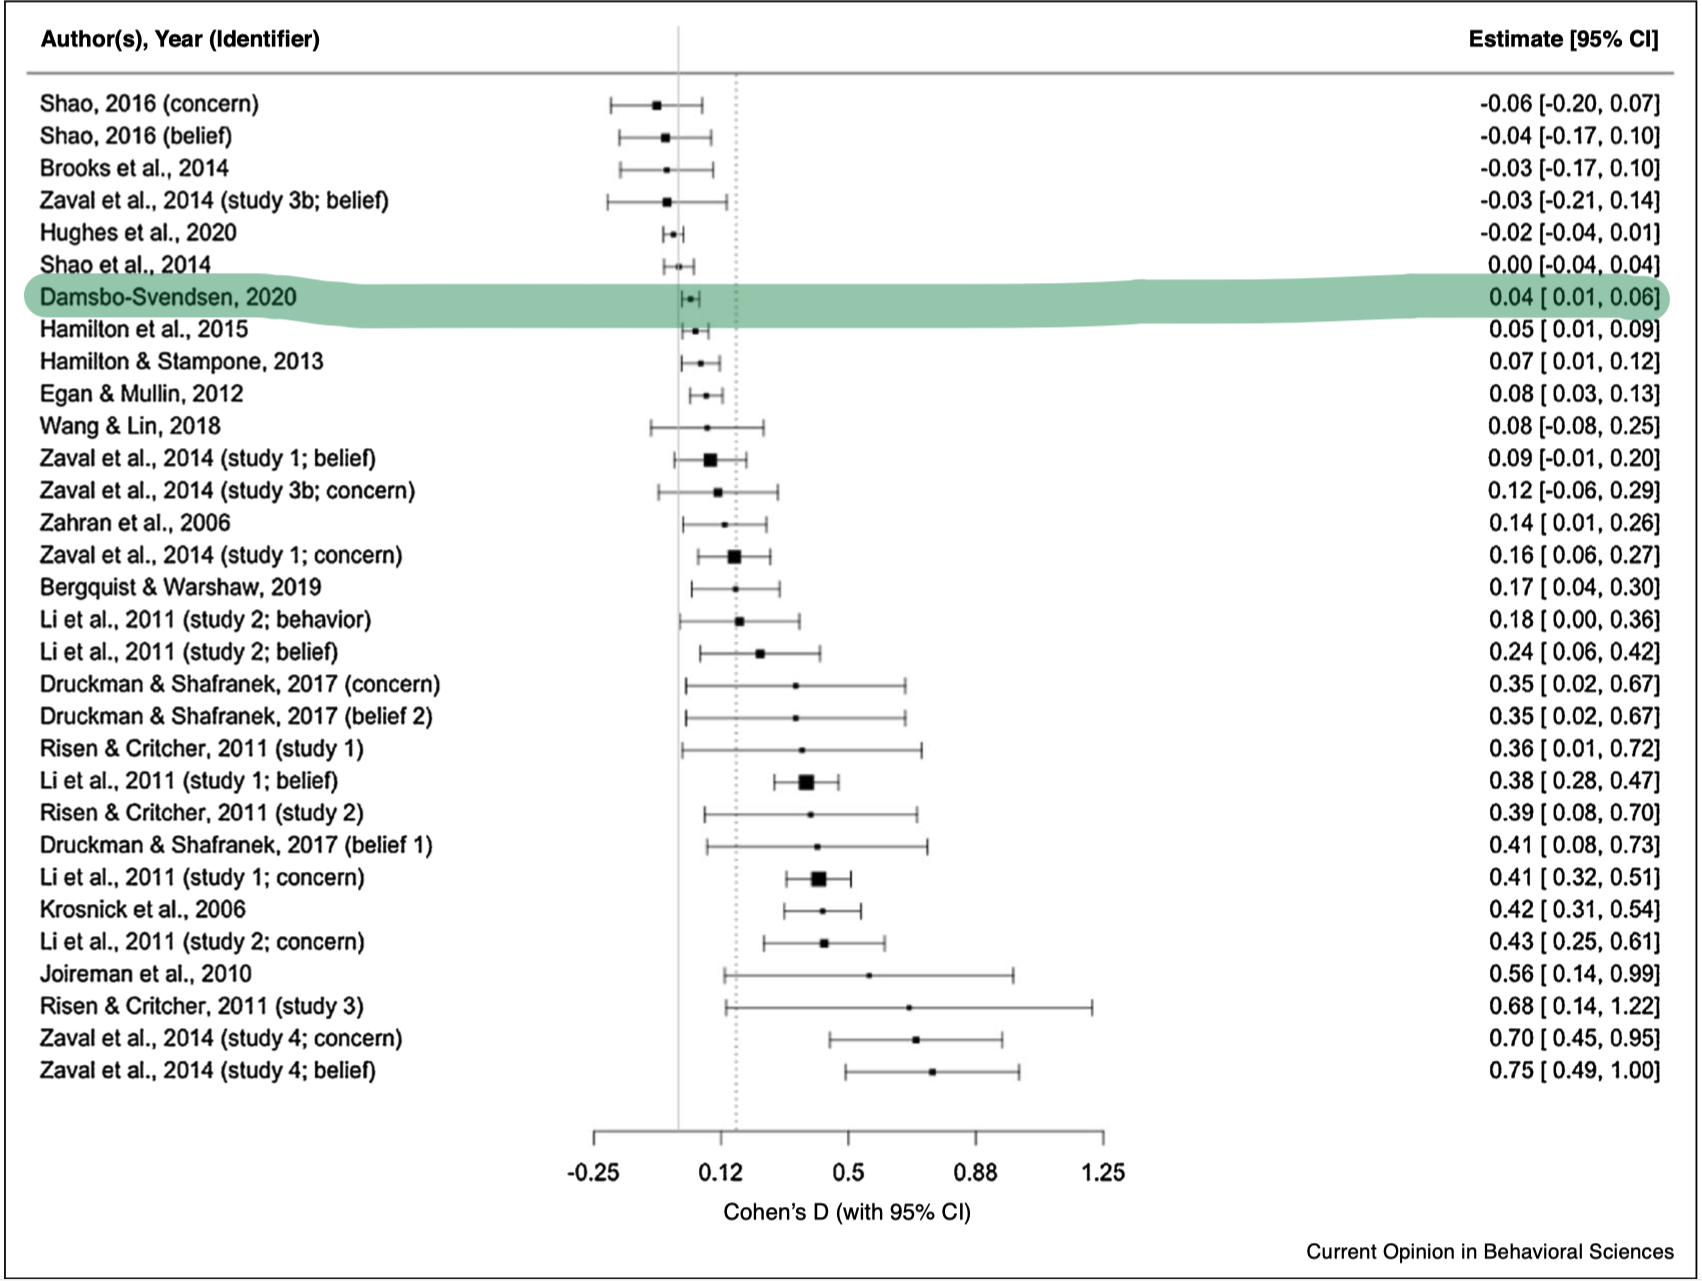 Author(s), Year (Identifier) Estimate [95% CI]
Shao, 2016 (concern) -0.06 [-0.20, 0.07]
Shao, 2016 (belief) -0.04 [-0.17, 0.10]
Brooks et al., 2014 -0.03 [-0.17, 0.10]
Zaval et al., 2014 (study 3b; belief) -0.03 [-0.21, 0.14]
Hughes et al., 2020 -0.02 [-0.04, 0.01]
Shao et al., 2014 0.00 [-0.04, 0.04]
Damsbo-Svendsen, 2020 0.04 [ 0.01, 0.06]
Hamilton et al., 2015 0.05 [ 0.01, 0.09]
Hamilton & Stampone, 2013 0.07 [ 0.01, 0.12]
Egan & Mullin, 2012 0.08 [ 0.03, 0.13]
Wang & Lin, 2018 0.08 [-0.08, 0.25]
Zaval et al., 2014 (study 1; belief) 0.09 [-0.01, 0.20]
Zaval et al., 2014 (study 3b; concern) 0.12 [-0.06, 0.29]
Zahran et al., 2006 0.14 [ 0.01, 0.26]
Zaval et al., 2014 (study 1; concern) 0.16 [ 0.06, 0.27]
Bergquist & Warshaw, 2019 0.17 [ 0.04, 0.30]
Li et al., 2011 (study 2; behavior) 0.18 [ 0.00, 0.36]
Li et al., 2011 (study 2; belief) 0.24 [ 0.06, 0.42]
Druckman & Shafranek, 2017 (concern) 0.35 [ 0.02, 0.67]
Druckman & Shafranek, 2017 (belief 2) 0.35 [ 0.02, 0.67]
Risen & Critcher, 2011 (study 1) 0.36 [ 0.01, 0.72]
Li et al., 2011 (study 1; belief) 0.38 [ 0.28, 0.47]
Risen & Critcher, 2011 (study 2) 0.39 [ 0.08, 0.70]
Druckman & Shafranek, 2017 (belief 1) 0.41 [ 0.08, 0.73]
Li et al., 2011 (study 1; concern) 0.41 [ 0.32, 0.51]
Krosnick et al., 2006 0.42 [ 0.31, 0.54]
Li et al., 2011 (study 2; concern) 0.43 [ 0.25, 0.61]
Joireman et al., 2010 0.56 [ 0.14, 0.99]
Risen & Critcher, 2011 (study 3) 0.68 [ 0.14, 1.22]
Zaval et al., 2014 (study 4; concern) 0.70 [ 0.45, 0.95]
Zaval et al., 2014 (study 4; belief) 0.75 [ 0.49, 1.00]
-0.25 0.12 0.5 0.88 1.25
Cohen's D (with 95% CI)
Current Opinion in Behavioral Sciences